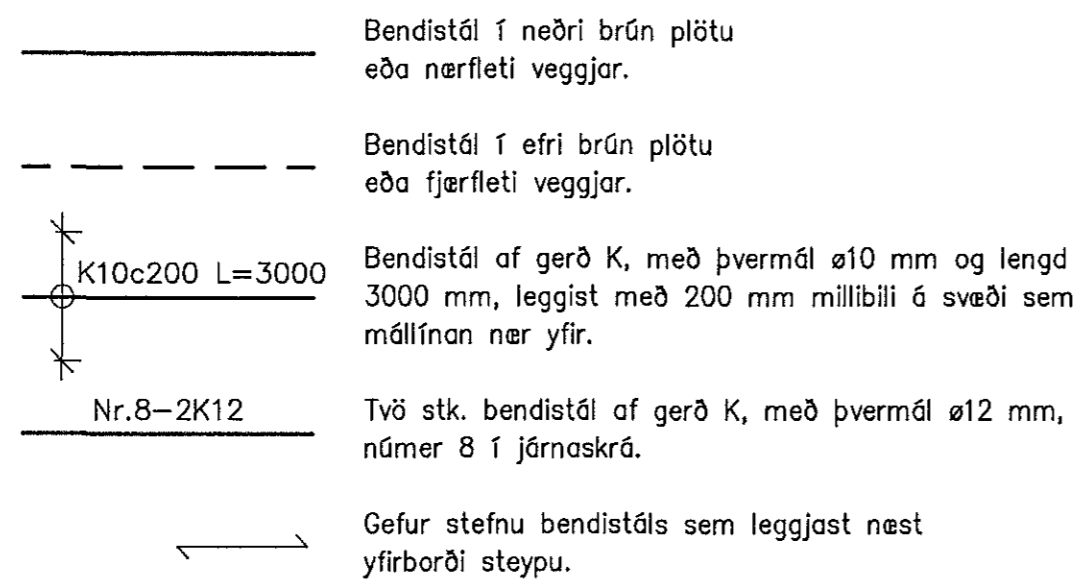 Bendistál í neðri brún plötu
eða nærfleti veggjar.
Bendistál í efri brún plötu
eða fjærfleti veggjar.
K10c200 L=3000
Bendistál af gerð K, með þvermál ø10 mm og lengd
3000 mm, leggist með 200 mm millibili á svæði sem
mállínan nær yfir.
Nr.8-2K12
Tvö stk. bendistál af gerð K, með þvermál ø12 mm,
númer 8 í járnaskrá.
Gefur stefnu bendistáls sem leggjast næst
yfirborði steypu.